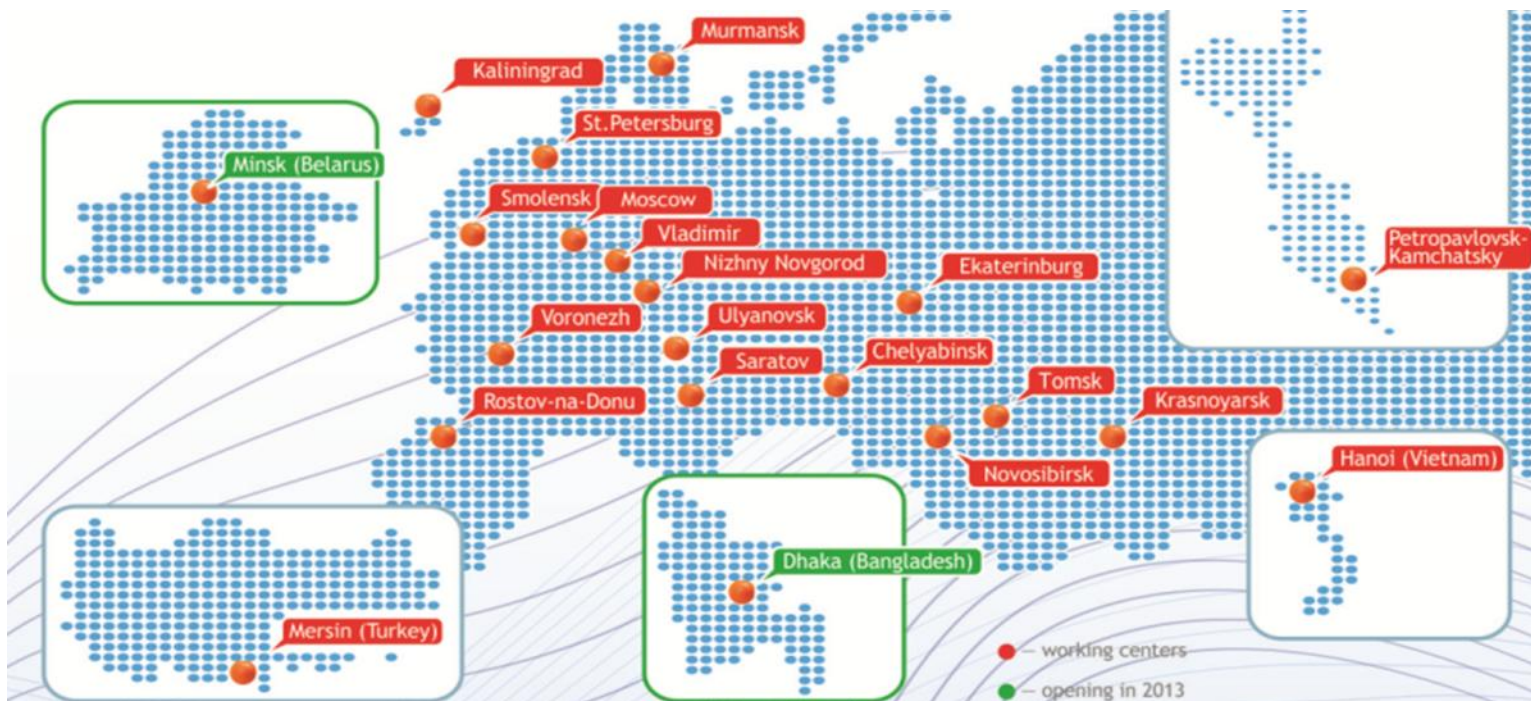 Murmansk
Kaliningrad
St.Petersburg
Minsk (Belarus)
Smolensk
Moscow
Vladimir
Nizhny Novgorod
Ekaterinburg
Petropavlovsk-
Kamchatsky
Voronezh
Ulyanovsk
Saratov
Chelyabinsk
Tomsk
Rostov-na-Donu
Krasnoyarsk
Novosibirsk
Hanoi (Vietnam)
Dhaka (Bangladesh)
Mersin (Turkey)
— working centers
— opening in 2013